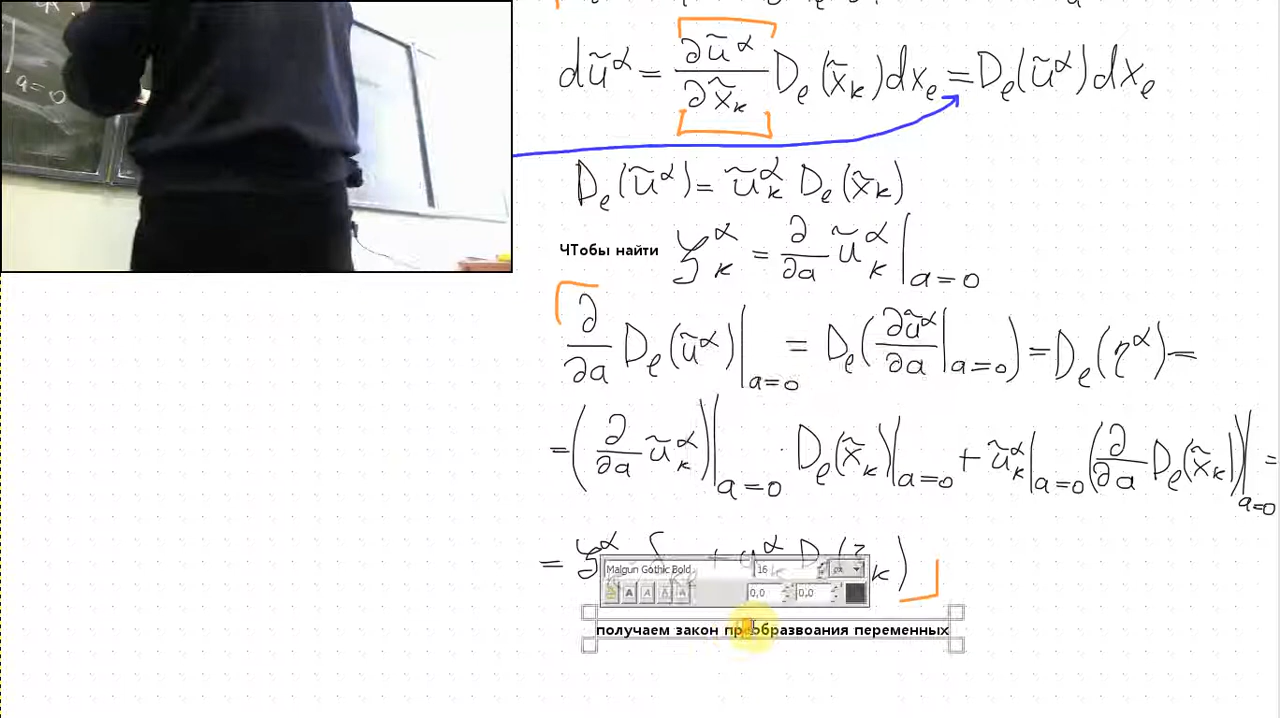 a=0
dũ^α = ∂ũ^α/∂x̃_k D_e(x̃_k)dx_e = D_e(ũ^α)dx_e
D_e(ũ^α) = ũ^α_k D_e(x̃_k)
ЧТобы найти ζ^α_k = ∂/∂a ũ^α_k |_{a=0}
∂/∂a D_e(ũ^α)|_{a=0} = D_e(∂ũ^α/∂a|_{a=0}) = D_e(η^α) =
= (∂/∂a ũ^α_k)|_{a=0} · D_e(x̃_k)|_{a=0} + ũ^α_k|_{a=0} (∂/∂a D_e(x̃_k))|_{a=0} =
Malgun Gothic Bold 16 px
A A A A 0,0 0,0
получаем закон преобразвоания переменных